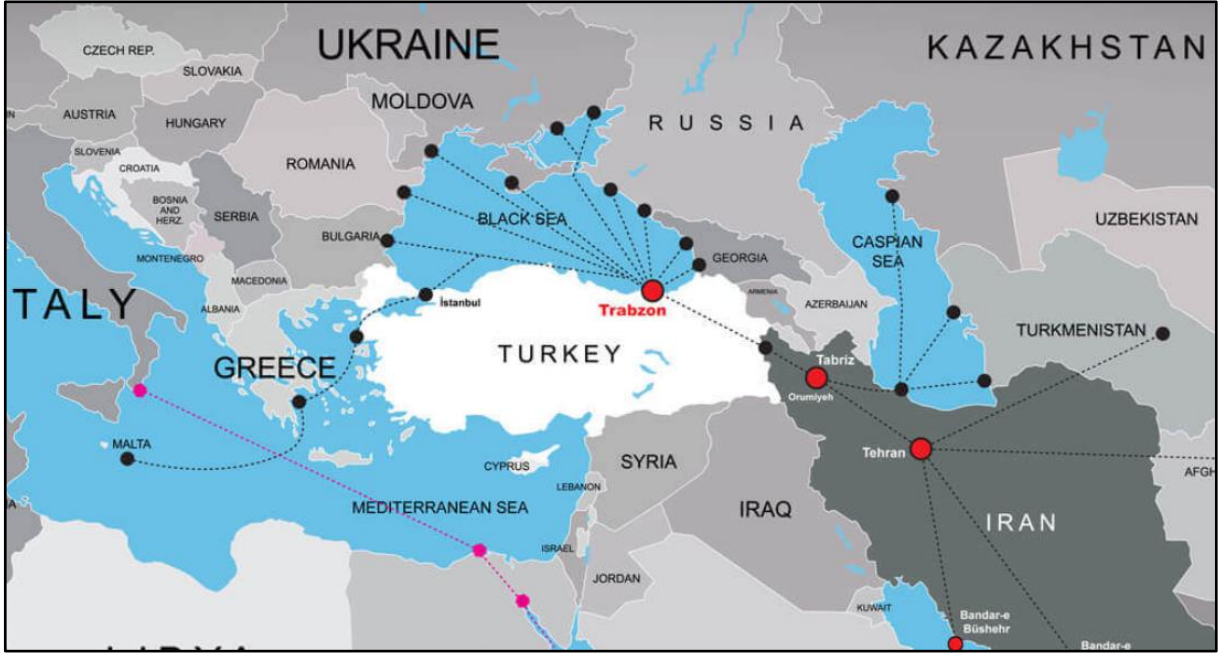 CZECH REP.
SLOVAKIA
UKRAINE
KAZAKHSTAN
AUSTRIA
HUNGARY
MOLDOVA
RUSSIA
SLOVENIA
CROATIA
ROMANIA
BOSNIA
AND
HERZ.
SERBIA
BLACK SEA
UZBEKISTAN
BULGARIA
MONTENEGRO
GEORGIA
CASPIAN
SEA
MACEDONIA
ARMENIA
AZERBAIJAN
TALY
ALBANIA
İstanbul
Trabzon
TURKMENISTAN
GREECE
TURKEY
Tabriz
Orumiyeh
MALTA
Tehran
CYPRUS
SYRIA
AFGH
LEBANON
MEDITERRANEAN SEA
IRAQ
IRAN
ISRAEL
JORDAN
KUWAIT
Bandar-e
Büshehr
Bandar-e